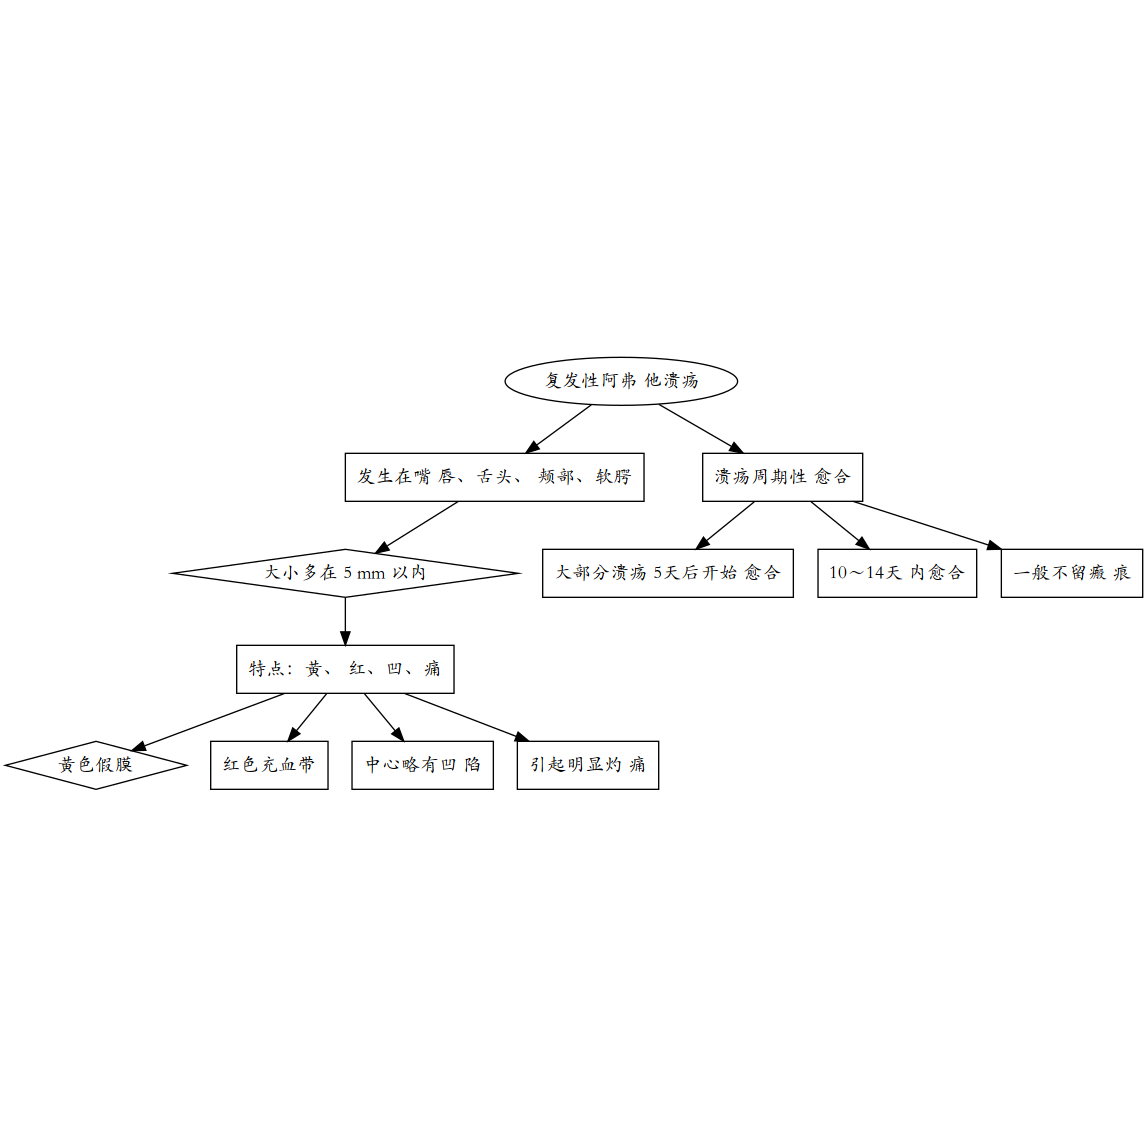 复发性阿弗 他溃疡
发生在嘴 唇、舌头、 颊部、软腭
溃疡周期性 愈合
大小多在 5 mm 以内
大部分溃疡 5天后开始 愈合
10～14天 内愈合
一般不留瘢 痕
特点：黄、 红、凹、痛
黄色假膜
红色充血带
中心略有凹 陷
引起明显灼 痛